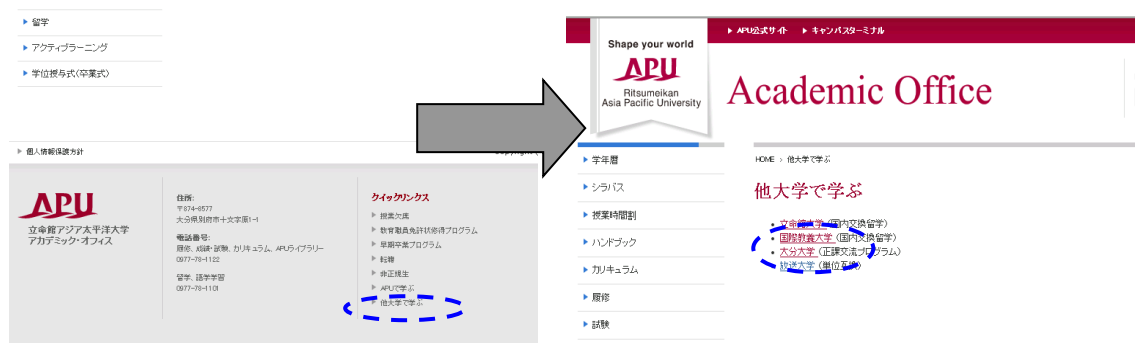 留学
アクティブラーニング
学位授与式(卒業式)
個人情報保護方針
APU
立命館アジア太平洋大学
アカデミック・オフィス
住所:
〒874-8577
大分県別府市十文字原1-1
電話番号:
履修、成績・試験、カリキュラム、APUライブラリー
0977-78-1122
留学、語学学習
0977-78-1101
クイックリンクス
授業欠席
教育職員免許状修得プログラム
早期卒業プログラム
転籍
非正規生
APUで学ぶ
他大学で学ぶ
APU公式サイト
キャンパスターミナル
Shape your world
APU
Ritsumeikan
Asia Pacific University
Academic Office
学年暦
シラバス
授業時間割
ハンドブック
カリキュラム
履修
試験
HOME > 他大学で学ぶ
他大学で学ぶ
立命館大学 (国内交換留学)
国際教養大学 (国内交換留学)
大分大学 (正課交流プログラム)
放送大学 (単位互換)